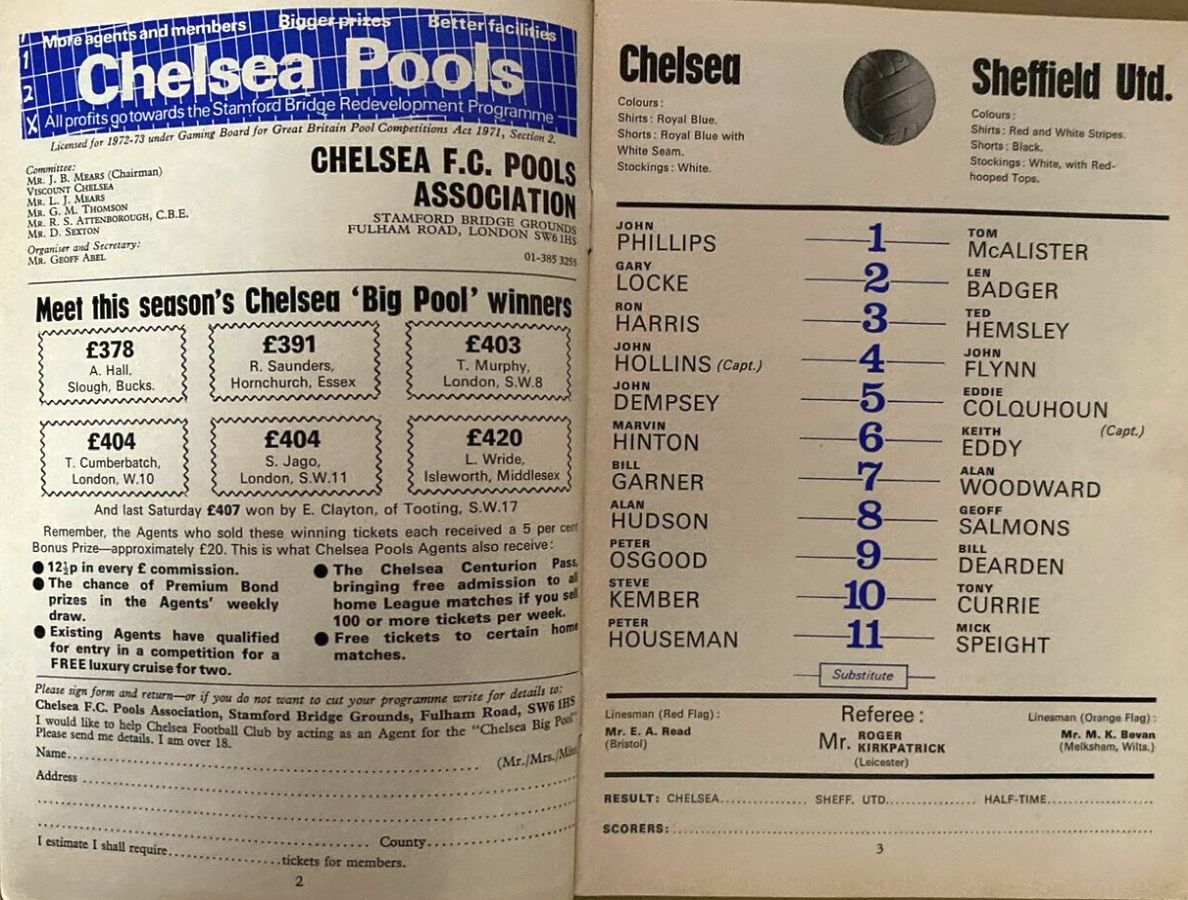 More agents and members Bigger prizes Better facilities
1
2
X
Chelsea Pools
All profits go towards the Stamford Bridge Redevelopment Programme
Licensed for 1972-73 under Gaming Board for Great Britain Pool Competitions Act 1971, Section 2.
Committee:
MR. J. B. MEARS (Chairman)
VISCOUNT CHELSEA
MR. L. J. MEARS
MR. G. M. THOMSON
MR. R. S. ATTENBOROUGH, C.B.E.
MR. D. SEXTON
Organiser and Secretary:
MR. GEOFF ABEL
CHELSEA F.C. POOLS
ASSOCIATION
STAMFORD BRIDGE GROUNDS
FULHAM ROAD, LONDON SW6 1HS
01-385 3255
Meet this season's Chelsea 'Big Pool' winners
£378
A. Hall,
Slough, Bucks.
£391
R. Saunders,
Hornchurch, Essex
£403
T. Murphy,
London, S.W.8
£404
T. Cumberbatch,
London, W.10
£404
S. Jago,
London, S.W.11
£420
L. Wride,
Isleworth, Middlesex
And last Saturday £407 won by E. Clayton, of Tooting, S.W.17
Remember, the Agents who sold these winning tickets each received a 5 per cent
Bonus Prize—approximately £20. This is what Chelsea Pools Agents also receive:
● 12½p in every £ commission.
● The chance of Premium Bond
prizes in the Agents' weekly
draw.
● Existing Agents have qualified
for entry in a competition for a
FREE luxury cruise for two.
● The Chelsea Centurion Pass,
bringing free admission to all
home League matches if you sell
100 or more tickets per week.
● Free tickets to certain home
matches.
Please sign form and return—or if you do not want to cut your programme write for details to:
Chelsea F.C. Pools Association, Stamford Bridge Grounds, Fulham Road, SW6 1HS
I would like to help Chelsea Football Club by acting as an Agent for the "Chelsea Big Pool"
Please send me details. I am over 18.
Name.................... (Mr./Mrs./Miss
Address ....................
.................... County....................
I estimate I shall require....................tickets for members.
2
Chelsea
Colours:
Shirts: Royal Blue.
Shorts: Royal Blue with
White Seam.
Stockings: White.
Sheffield Utd.
Colours:
Shirts: Red and White Stripes.
Shorts: Black.
Stockings: White, with Red-
hooped Tops.
JOHN PHILLIPS 1 TOM McALISTER
GARY LOCKE 2 LEN BADGER
RON HARRIS 3 TED HEMSLEY
JOHN HOLLINS (Capt.) 4 JOHN FLYNN
JOHN DEMPSEY 5 EDDIE COLQUHOUN (Capt.)
MARVIN HINTON 6 KEITH EDDY
BILL GARNER 7 ALAN WOODWARD
ALAN HUDSON 8 GEOFF SALMONS
PETER OSGOOD 9 BILL DEARDEN
STEVE KEMBER 10 TONY CURRIE
PETER HOUSEMAN 11 MICK SPEIGHT
Substitute
Linesman (Red Flag):
Mr. E. A. Read
(Bristol)
Referee:
Mr. ROGER KIRKPATRICK
(Leicester)
Linesman (Orange Flag):
Mr. M. K. Bevan
(Melksham, Wilts.)
RESULT: CHELSEA.................... SHEFF. UTD.................... HALF-TIME....................
SCORERS:....................
3